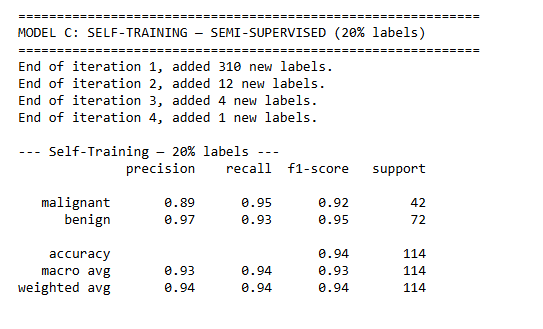 ============================================================
MODEL C: SELF-TRAINING — SEMI-SUPERVISED (20% labels)
============================================================
End of iteration 1, added 310 new labels.
End of iteration 2, added 12 new labels.
End of iteration 3, added 4 new labels.
End of iteration 4, added 1 new labels.

--- Self-Training — 20% labels ---
              precision    recall  f1-score   support

   malignant       0.89      0.95      0.92        42
      benign       0.97      0.93      0.95        72

    accuracy                           0.94       114
   macro avg       0.93      0.94      0.93       114
weighted avg       0.94      0.94      0.94       114